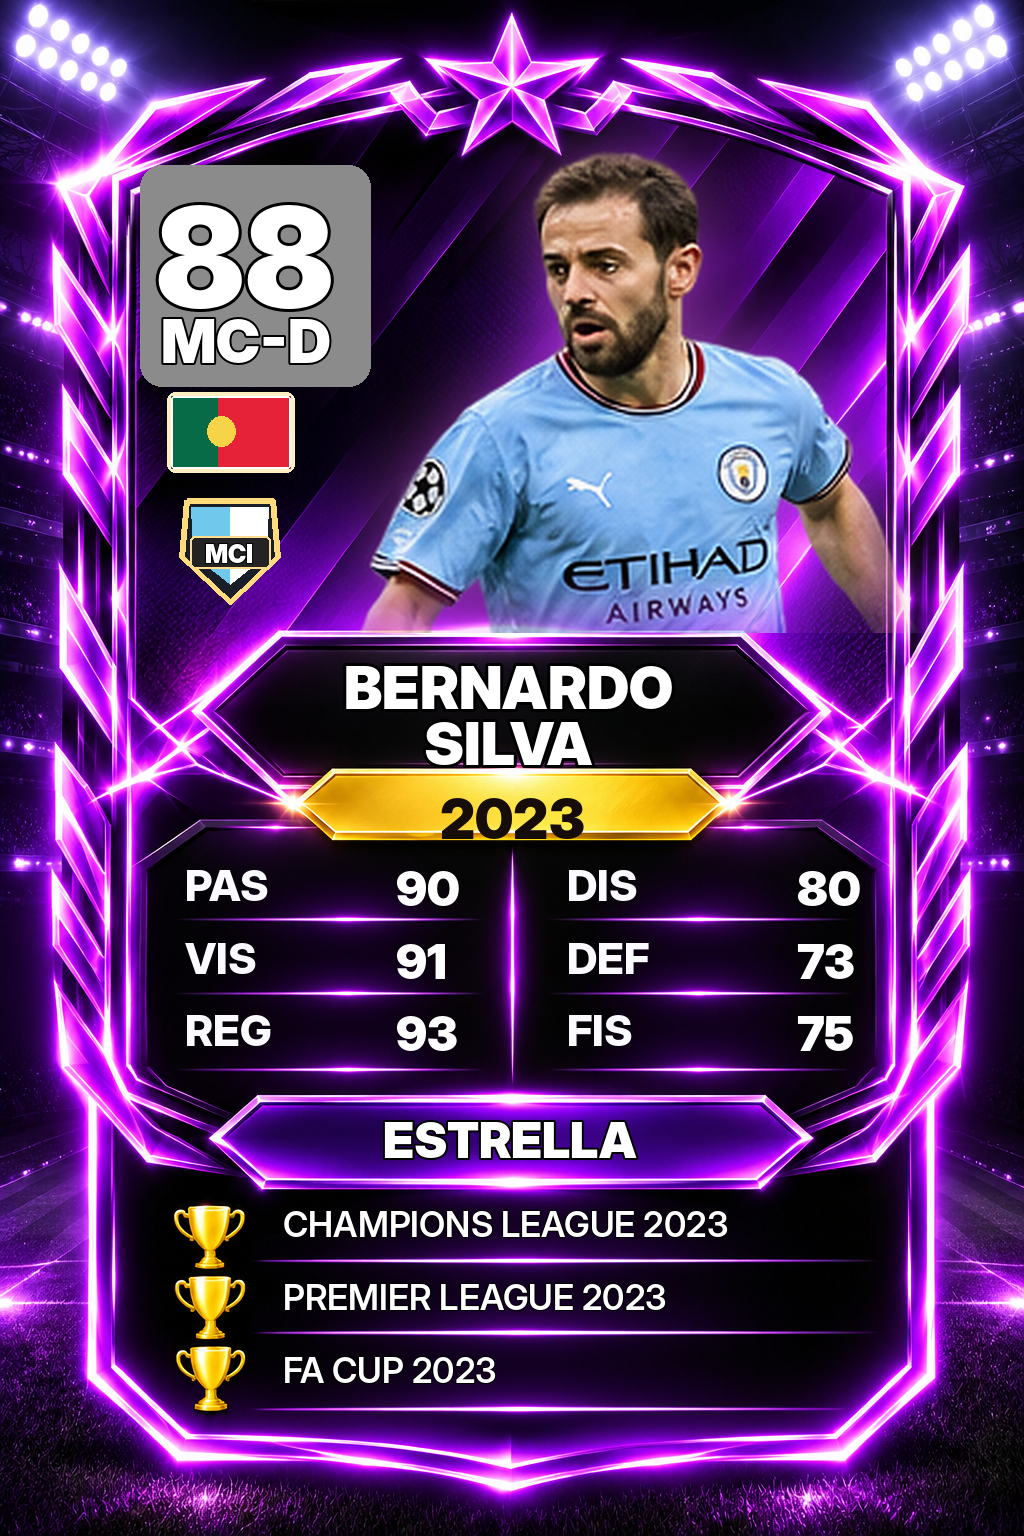 88
MC-D
MCI
ETIHAD
AIRWAYS
BERNARDO
SILVA
2023
PAS 90 DIS 80
VIS 91 DEF 73
REG 93 FIS 75
ESTRELLA
CHAMPIONS LEAGUE 2023
PREMIER LEAGUE 2023
FA CUP 2023